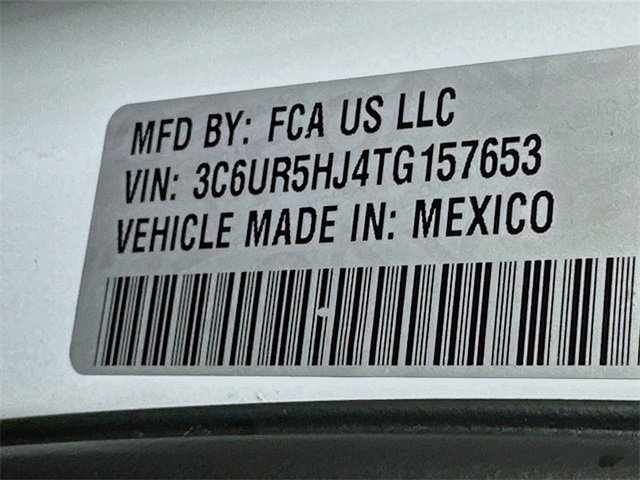 MFD BY: FCA US LLC
VIN: 3C6UR5HJ4TG157653
VEHICLE MADE IN: MEXICO